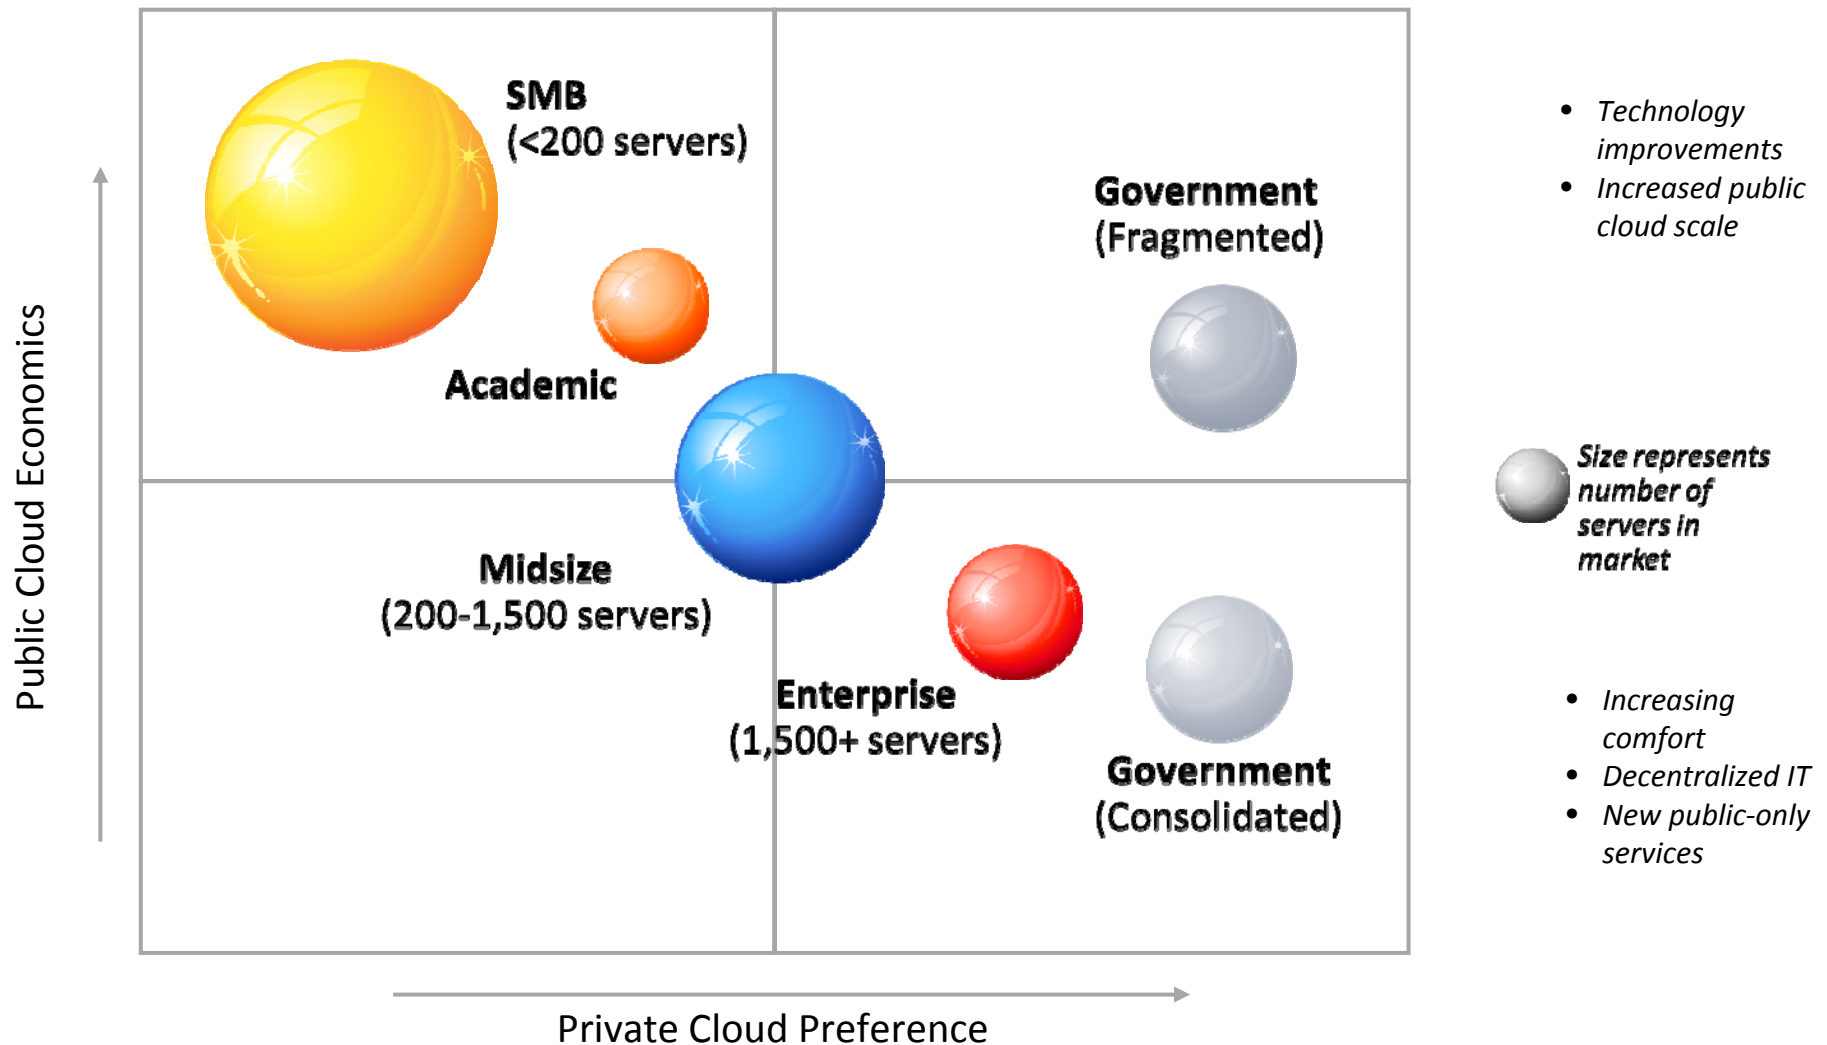 SMB
(<200 servers)
Academic
Government
(Fragmented)
Midsize
(200-1,500 servers)
Enterprise
(1,500+ servers)
Government
(Consolidated)
Public Cloud Economics
Private Cloud Preference
• Technology
improvements
• Increased public
cloud scale
Size represents
number of
servers in
market
• Increasing
comfort
• Decentralized IT
• New public-only
services